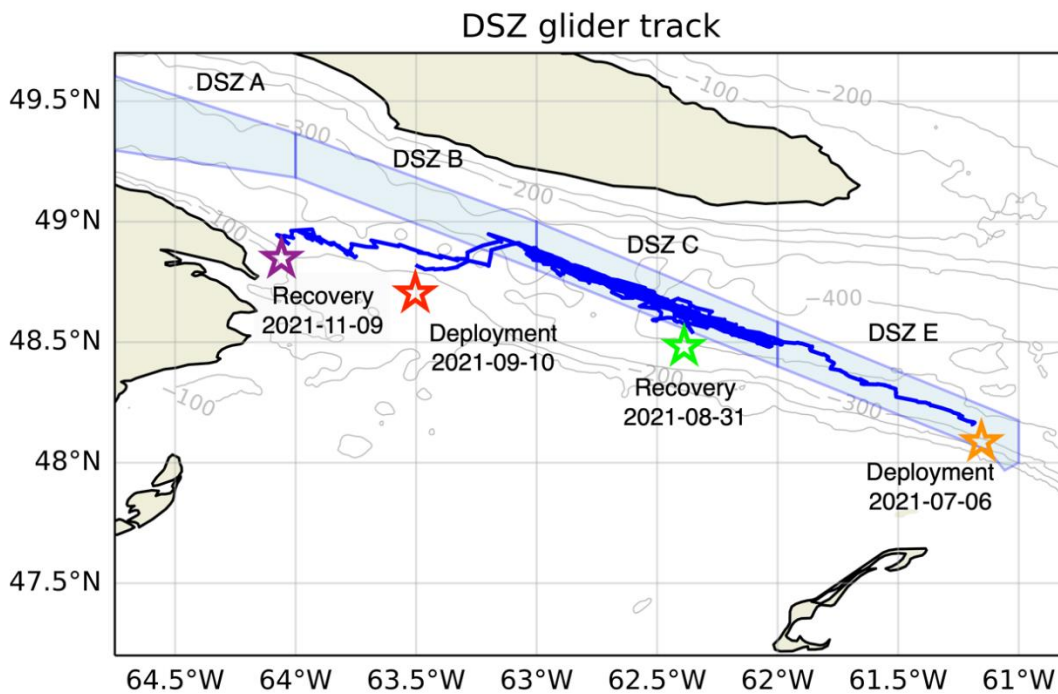 DSZ glider track
49.5°N
49°N
48.5°N
48°N
47.5°N
64.5°W
64°W
63.5°W
63°W
62.5°W
62°W
61.5°W
61°W
DSZ A
DSZ B
DSZ C
DSZ E
−100
−200
−300
−200
−100
−400
−200
−300
−100
Recovery
2021-11-09
Deployment
2021-09-10
Recovery
2021-08-31
Deployment
2021-07-06